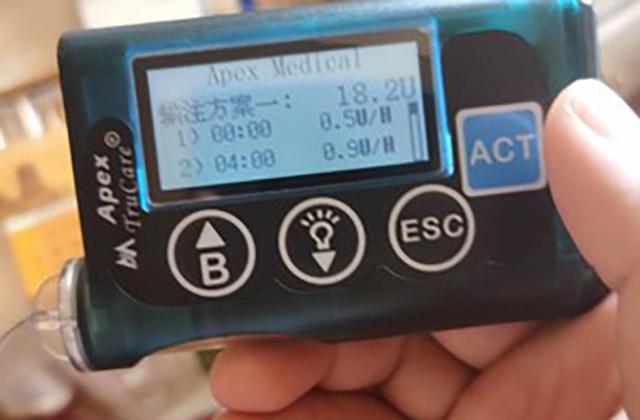 Apex Medical
输注方案一: 18.2U
1) 00:00 0.5U/H
2) 04:00 0.9U/H
Apex®
TruCare
B
ESC
ACT